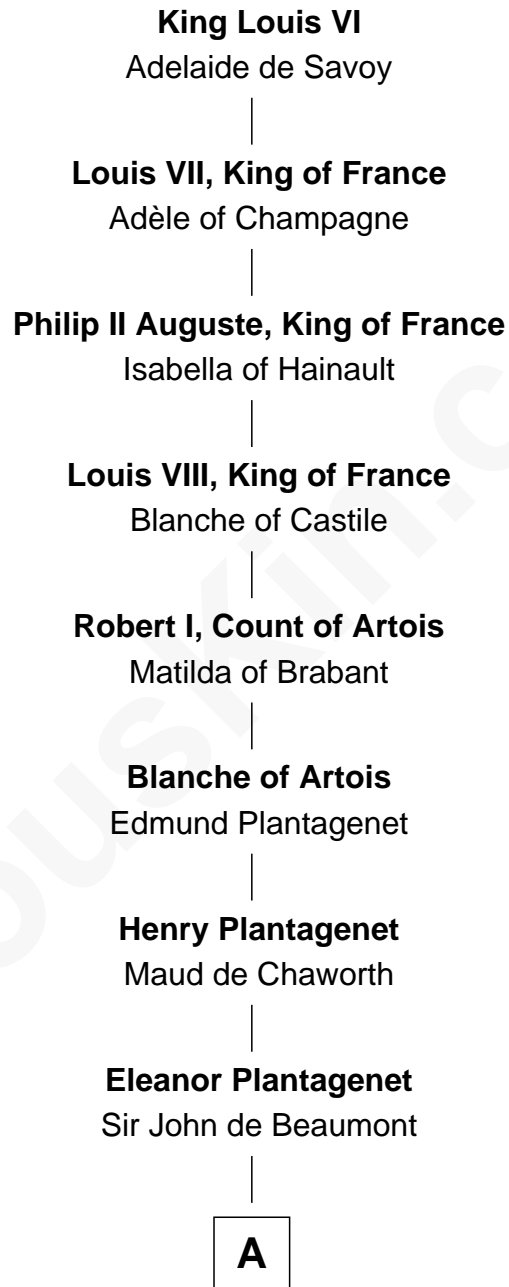 King Louis VI
Adelaide de Savoy
Louis VII, King of France
Adèle of Champagne
Philip II Auguste, King of France
Isabella of Hainault
Louis VIII, King of France
Blanche of Castile
Robert I, Count of Artois
Matilda of Brabant
Blanche of Artois
Edmund Plantagenet
Henry Plantagenet
Maud de Chaworth
Eleanor Plantagenet
Sir John de Beaumont
A